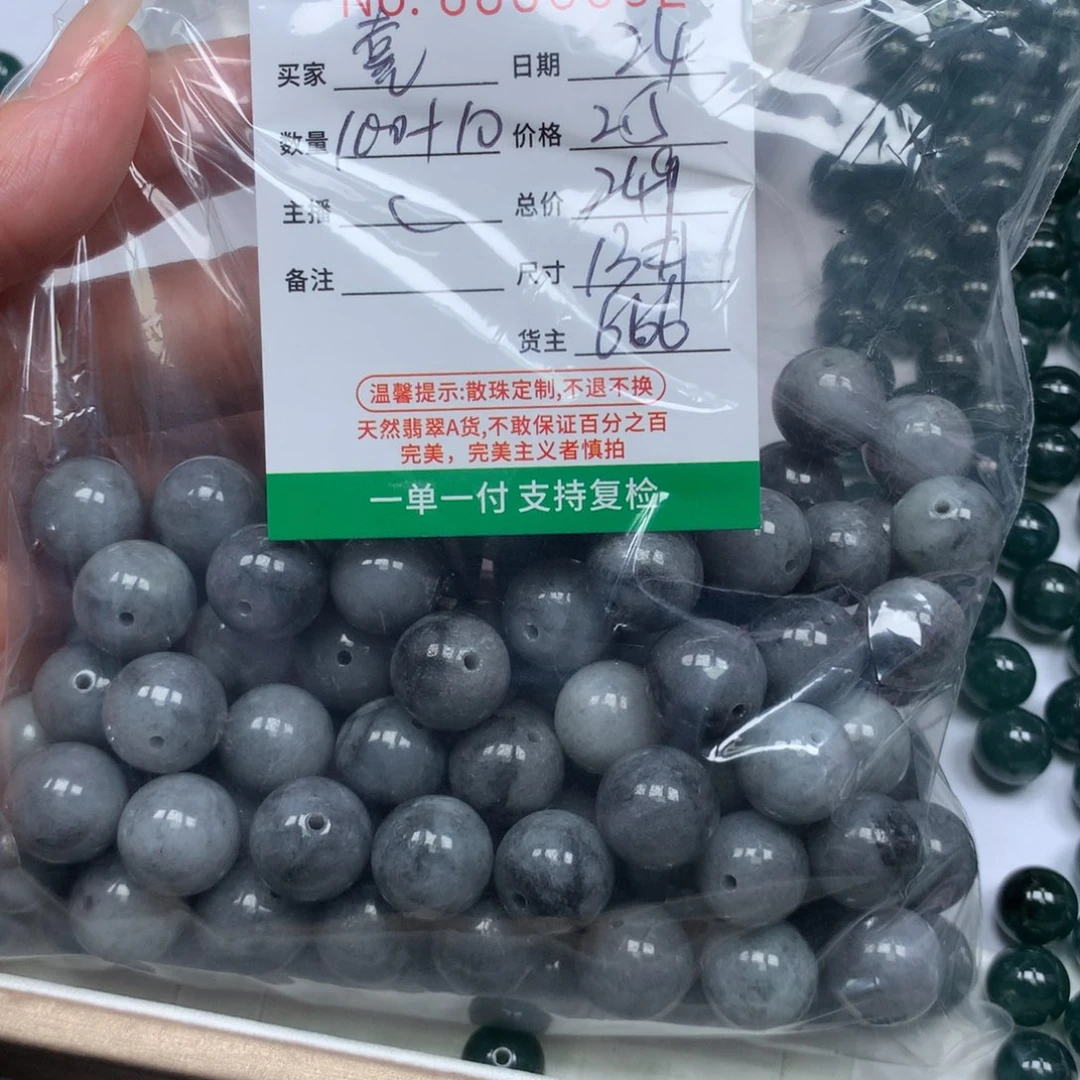 买家 日期 24
数量 100+10 价格
主播 总价 249
备注 尺寸
货主 666
温馨提示:散珠定制,不退不换
天然翡翠A货,不敢保证百分之百
完美，完美主义者慎拍
一单一付 支持复检